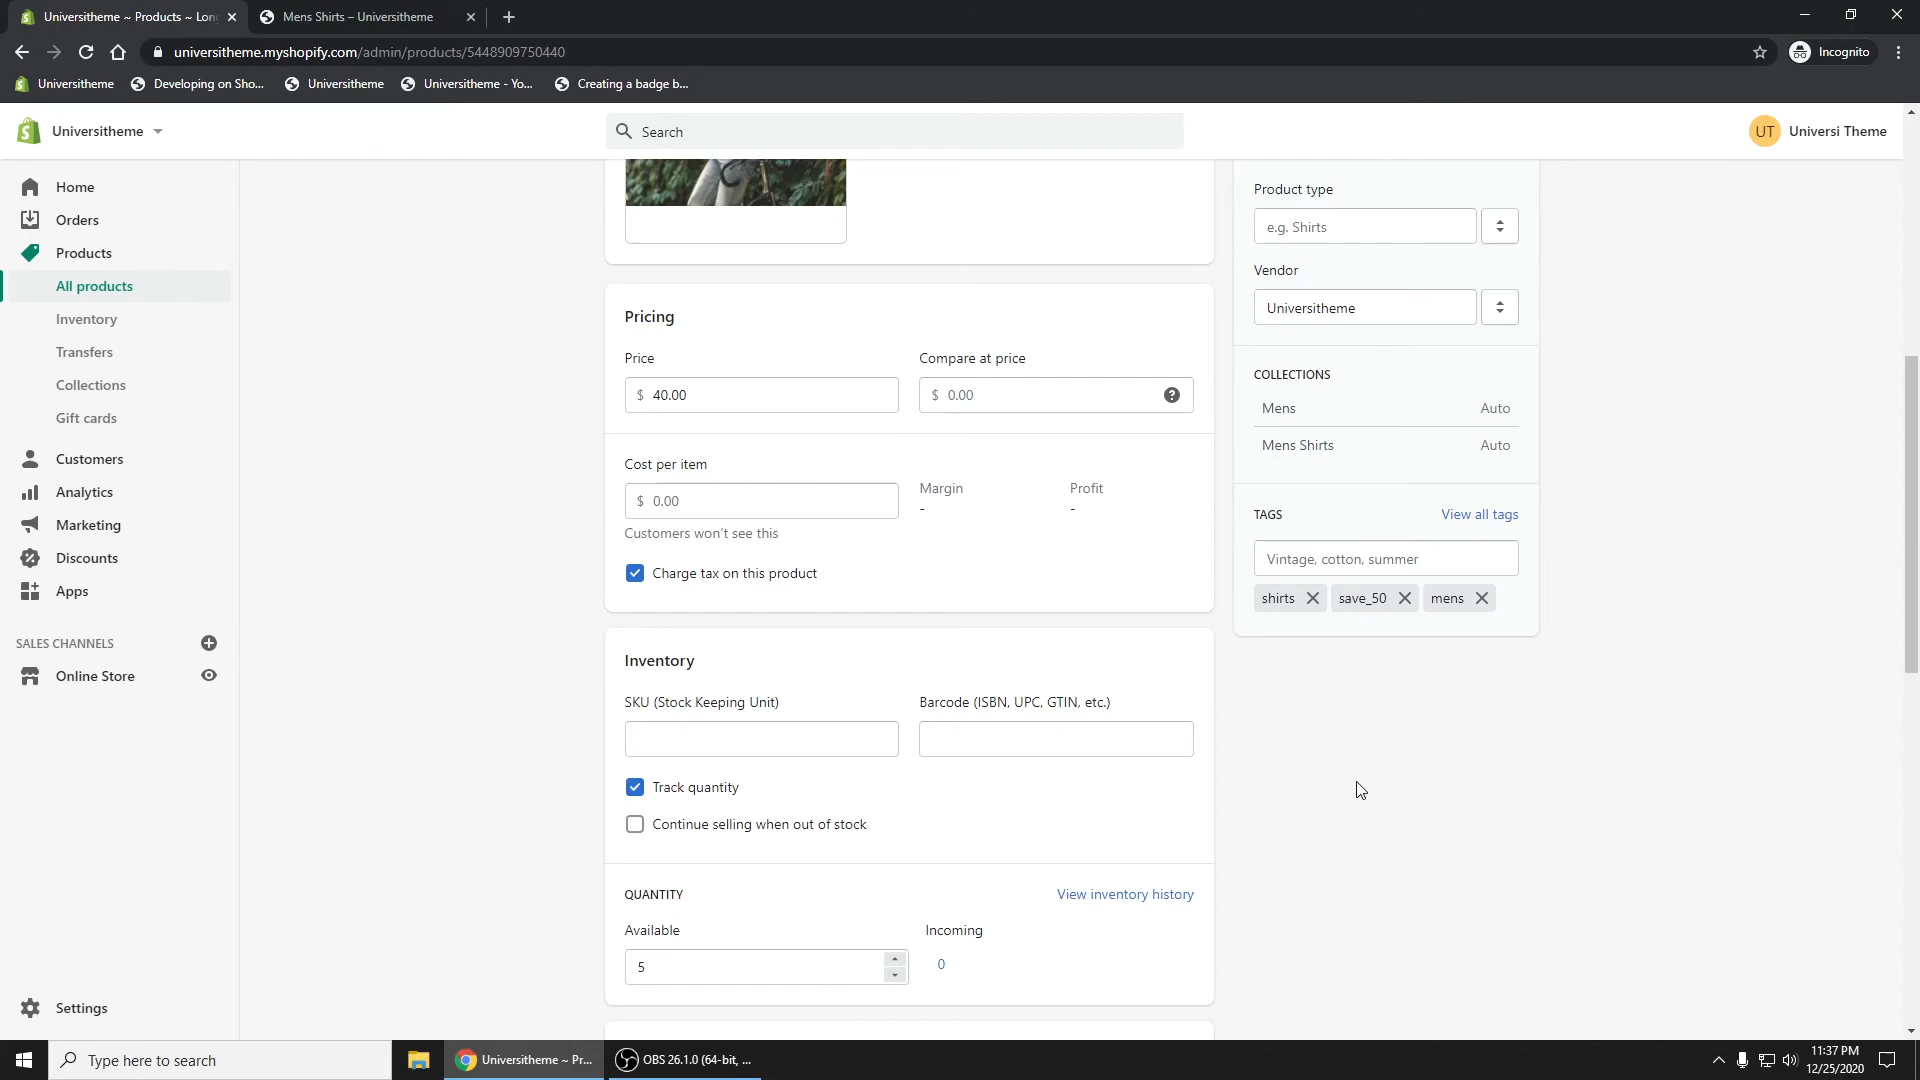 Universitheme ~ Products ~ Lon
Mens Shirts – Universitheme
universitheme.myshopify.com/admin/products/5448909750440
Incognito
Universitheme
Developing on Sho...
Universitheme
Universitheme - Yo...
Creating a badge b...
Universitheme
Search
UT
Universi Theme
Home
Orders
Products
All products
Inventory
Transfers
Collections
Gift cards
Customers
Analytics
Marketing
Discounts
Apps
SALES CHANNELS
Online Store
Settings
Pricing
Price
Compare at price
$ 40.00
$ 0.00
Cost per item
$ 0.00
Margin
-
Profit
-
Customers won't see this
Charge tax on this product
Inventory
SKU (Stock Keeping Unit)
Barcode (ISBN, UPC, GTIN, etc.)
Track quantity
Continue selling when out of stock
QUANTITY
View inventory history
Available
Incoming
5
0
Product type
e.g. Shirts
Vendor
Universitheme
COLLECTIONS
Mens
Auto
Mens Shirts
Auto
TAGS
View all tags
Vintage, cotton, summer
shirts
save_50
mens
Type here to search
Universitheme ~ Pr...
OBS 26.1.0 (64-bit, ...
11:37 PM
12/25/2020